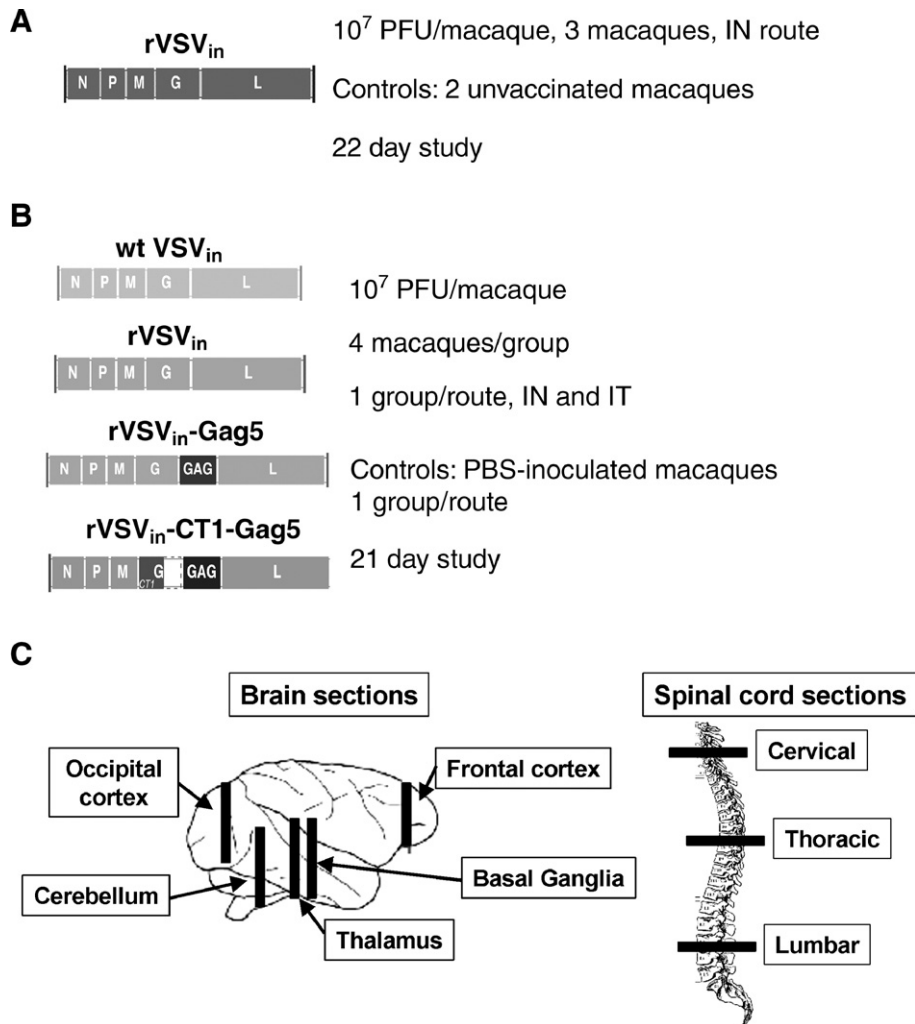 A
rVSVin
N P M G L
10⁷ PFU/macaque, 3 macaques, IN route
Controls: 2 unvaccinated macaques
22 day study
B
wt VSVin
N P M G L
rVSVin
N P M G L
rVSVin-Gag5
N P M G GAG L
rVSVin-CT1-Gag5
N P M G GAG L
CT1
10⁷ PFU/macaque
4 macaques/group
1 group/route, IN and IT
Controls: PBS-inoculated macaques
1 group/route
21 day study
C
Brain sections
Occipital
cortex
Frontal cortex
Cerebellum
Basal Ganglia
Thalamus
Spinal cord sections
Cervical
Thoracic
Lumbar